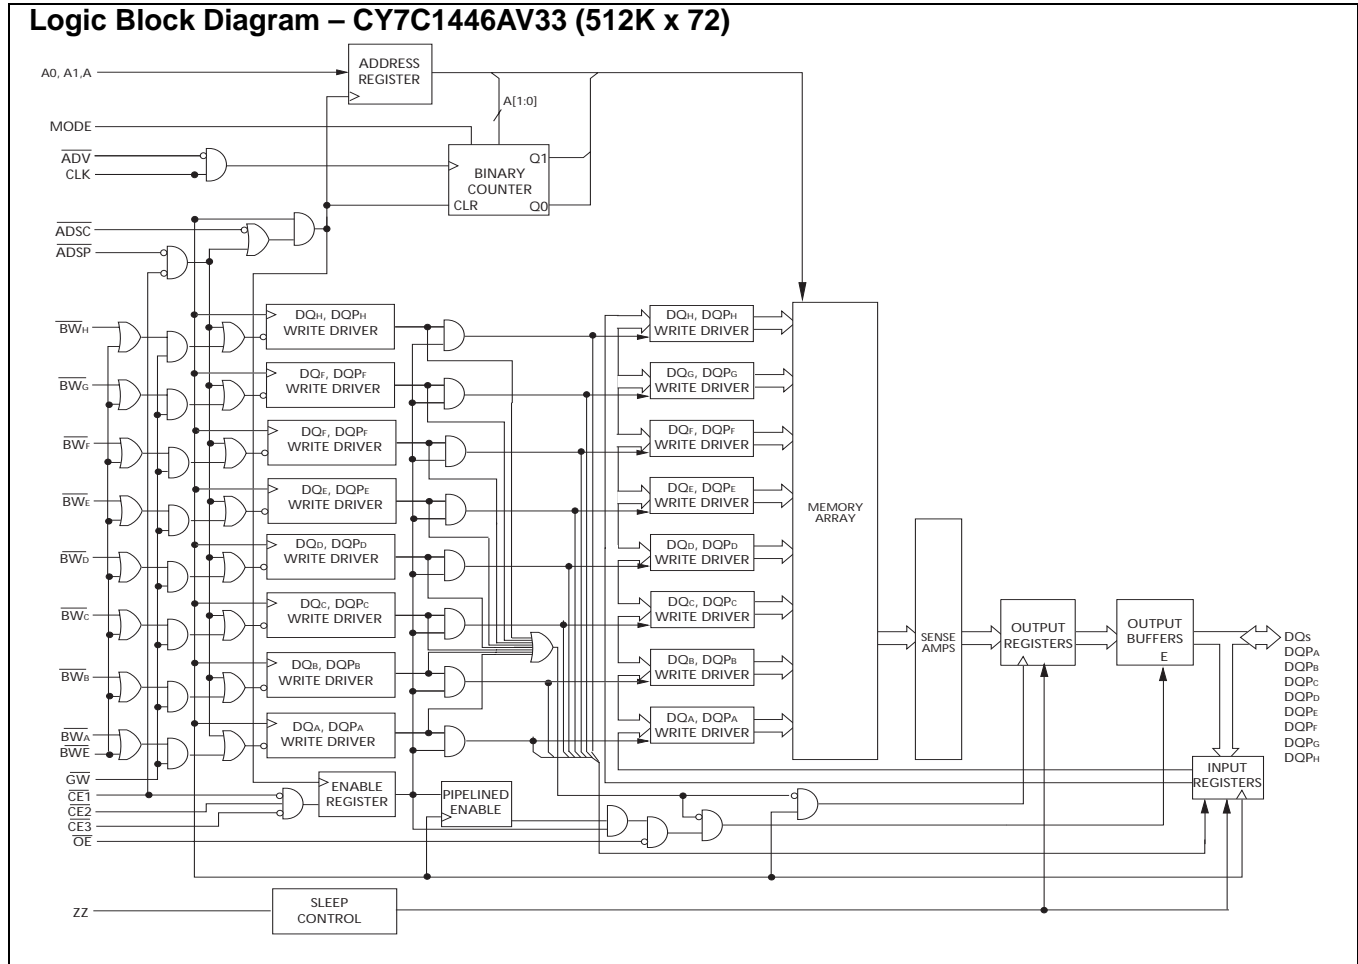 Logic Block Diagram – CY7C1446AV33 (512K x 72)
A0, A1,A
ADDRESS
REGISTER
A[1:0]
MODE
ADV
CLK
BINARY
COUNTER
CLR
Q1
Q0
ADSC
ADSP
BWH
DQH, DQPH
WRITE DRIVER
DQH, DQPH
WRITE DRIVER
BWG
DQF, DQPF
WRITE DRIVER
DQG, DQPG
WRITE DRIVER
BWF
DQF, DQPF
WRITE DRIVER
DQF, DQPF
WRITE DRIVER
BWE
DQE, DQPE
WRITE DRIVER
DQE, DQPE
WRITE DRIVER
MEMORY
ARRAY
BWD
DQD, DQPD
WRITE DRIVER
DQD, DQPD
WRITE DRIVER
BWC
DQC, DQPC
WRITE DRIVER
DQC, DQPC
WRITE DRIVER
SENSE
AMPS
OUTPUT
REGISTERS
OUTPUT
BUFFERS
E
DQs
DQPA
DQPB
DQPC
DQPD
DQPE
DQPF
DQPG
DQPH
BWB
DQB, DQPB
WRITE DRIVER
DQB, DQPB
WRITE DRIVER
BWA
BWE
DQA, DQPA
WRITE DRIVER
DQA, DQPA
WRITE DRIVER
INPUT
REGISTERS
GW
CE1
CE2
CE3
OE
ENABLE
REGISTER
PIPELINED
ENABLE
ZZ
SLEEP
CONTROL